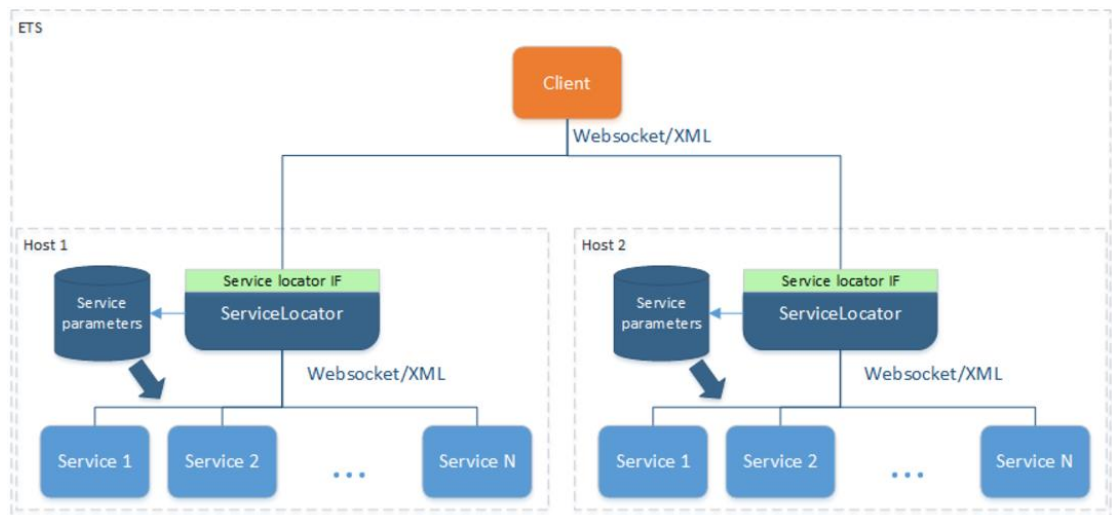 ETS
Client
Websocket/XML
Host 1
Service locator IF
ServiceLocator
Service
parameters
Websocket/XML
Service 1
Service 2
...
Service N
Host 2
Service locator IF
ServiceLocator
Service
parameters
Websocket/XML
Service 1
Service 2
...
Service N